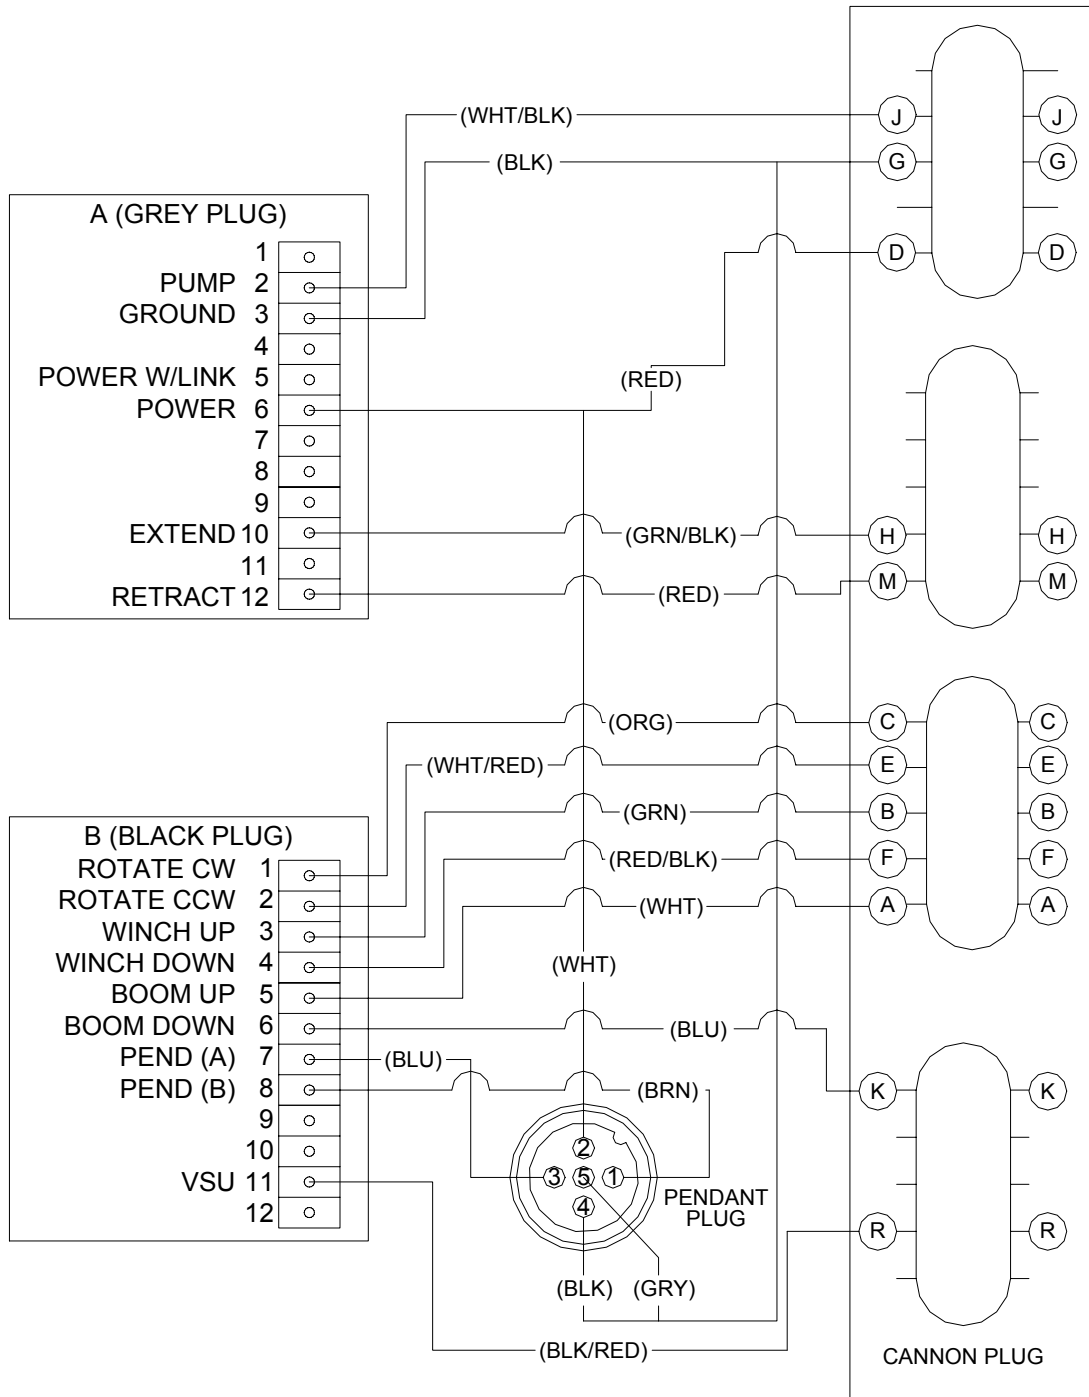 (WHT/BLK)
J J
(BLK)
G G
A (GREY PLUG)
1
D D
PUMP 2
GROUND 3
4
POWER W/LINK 5
(RED)
POWER 6
7
8
9
EXTEND 10 (GRN/BLK) H H
11
RETRACT 12 (RED) M M
(ORG) C C
(WHT/RED) E E
(GRN) B B
B (BLACK PLUG)
ROTATE CW 1 (RED/BLK) F F
ROTATE CCW 2 (WHT) A A
WINCH UP 3
WINCH DOWN 4 (WHT)
BOOM UP 5
BOOM DOWN 6 (BLU)
PEND (A) 7 (BLU)
PEND (B) 8 (BRN) K K
9
10 2
VSU 11 3 5 1
PENDANT
PLUG
12 4
R R
(BLK) (GRY)
(BLK/RED)
CANNON PLUG